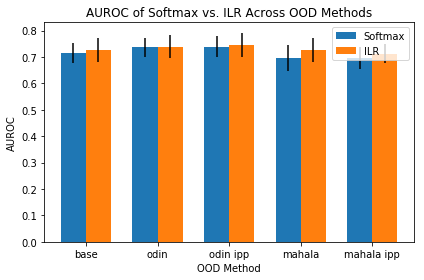 AUROC of Softmax vs. ILR Across OOD Methods
Softmax
ILR
AUROC
0.8
0.7
0.6
0.5
0.4
0.3
0.2
0.1
0.0
base odin odin ipp mahala mahala ipp
OOD Method